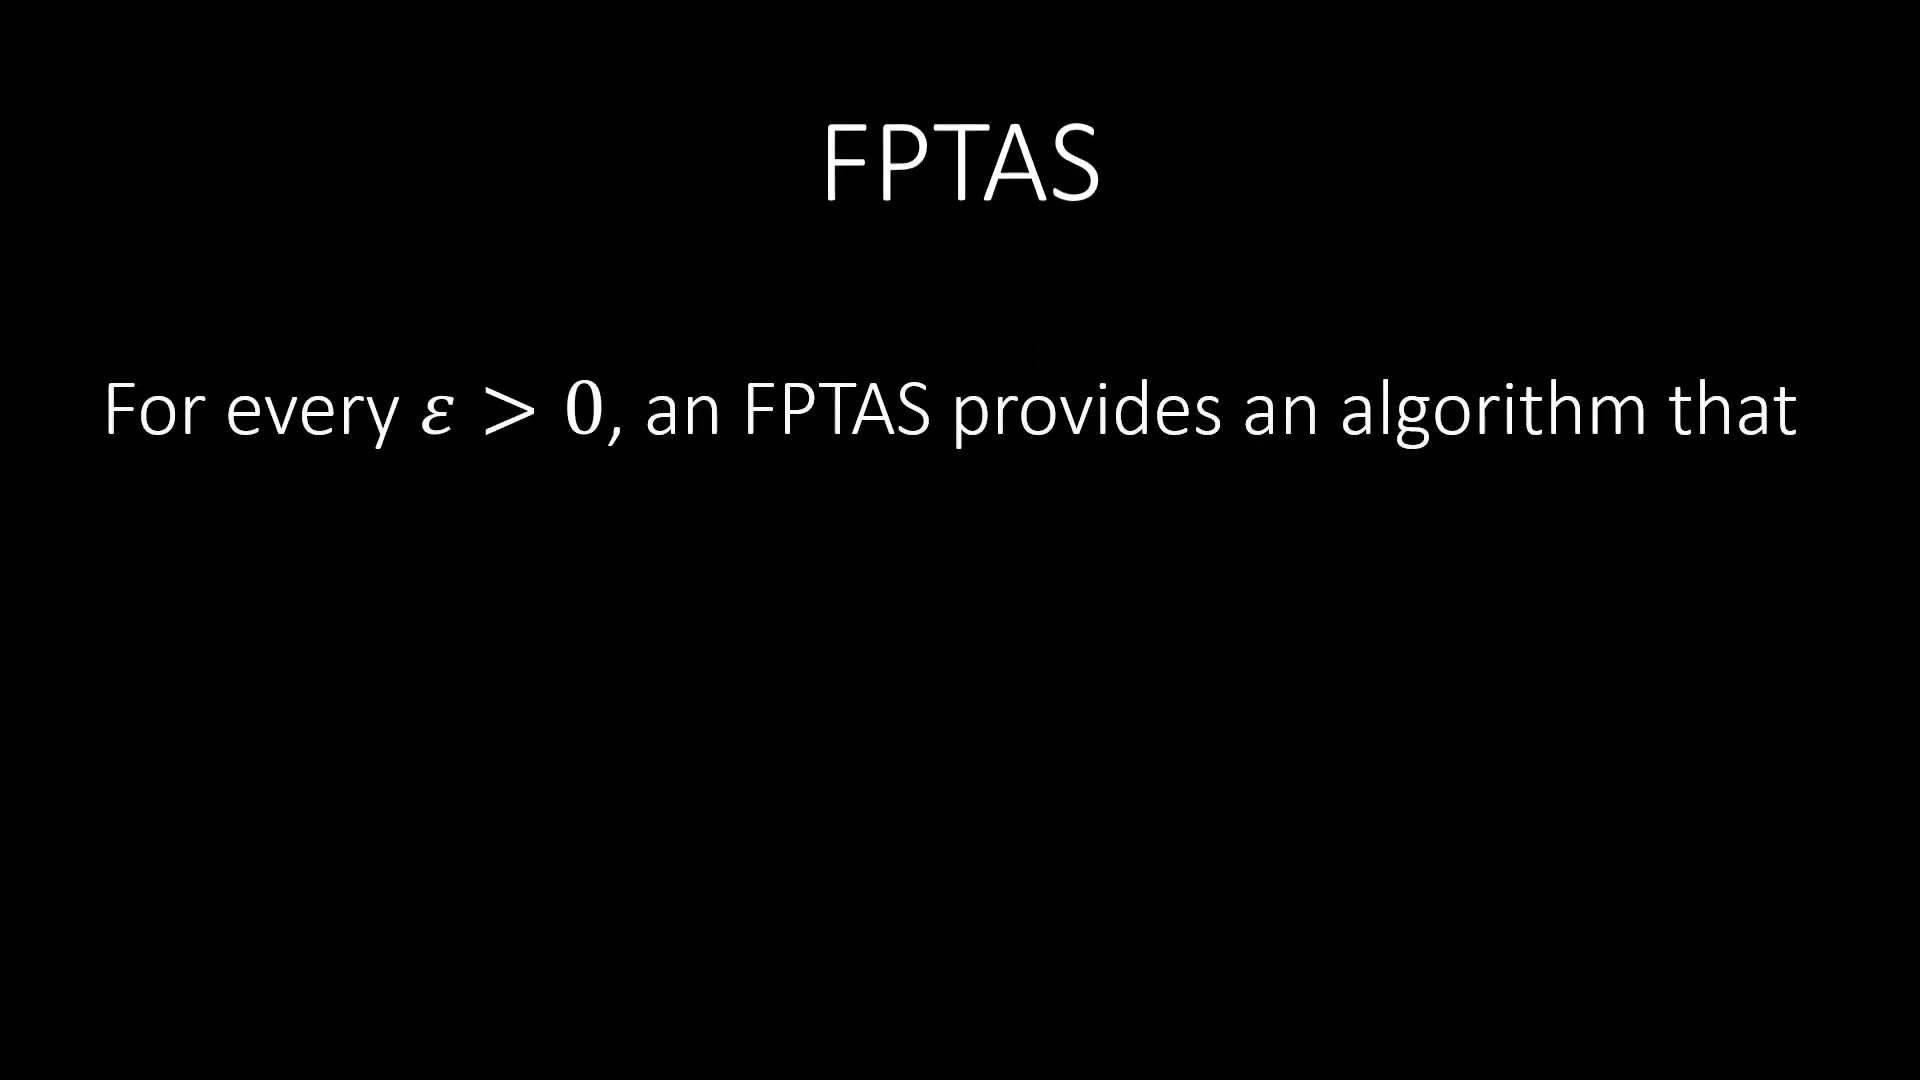 FPTAS
For every ε > 0, an FPTAS provides an algorithm that